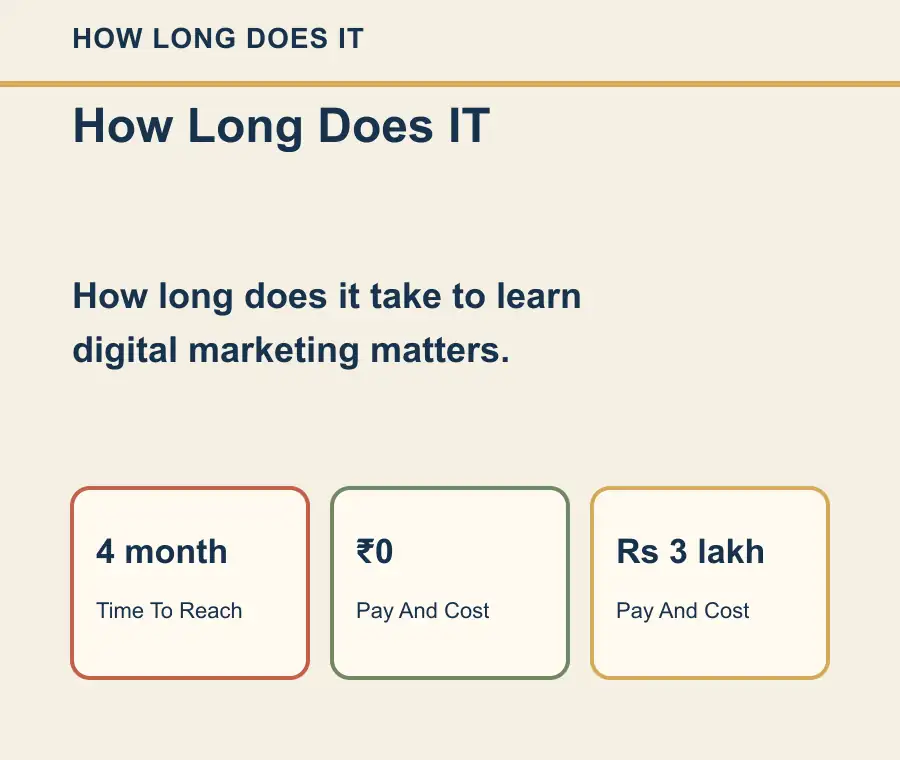 HOW LONG DOES IT
How Long Does IT
How long does it take to learn
digital marketing matters.
4 month
Time To Reach
₹0
Pay And Cost
Rs 3 lakh
Pay And Cost